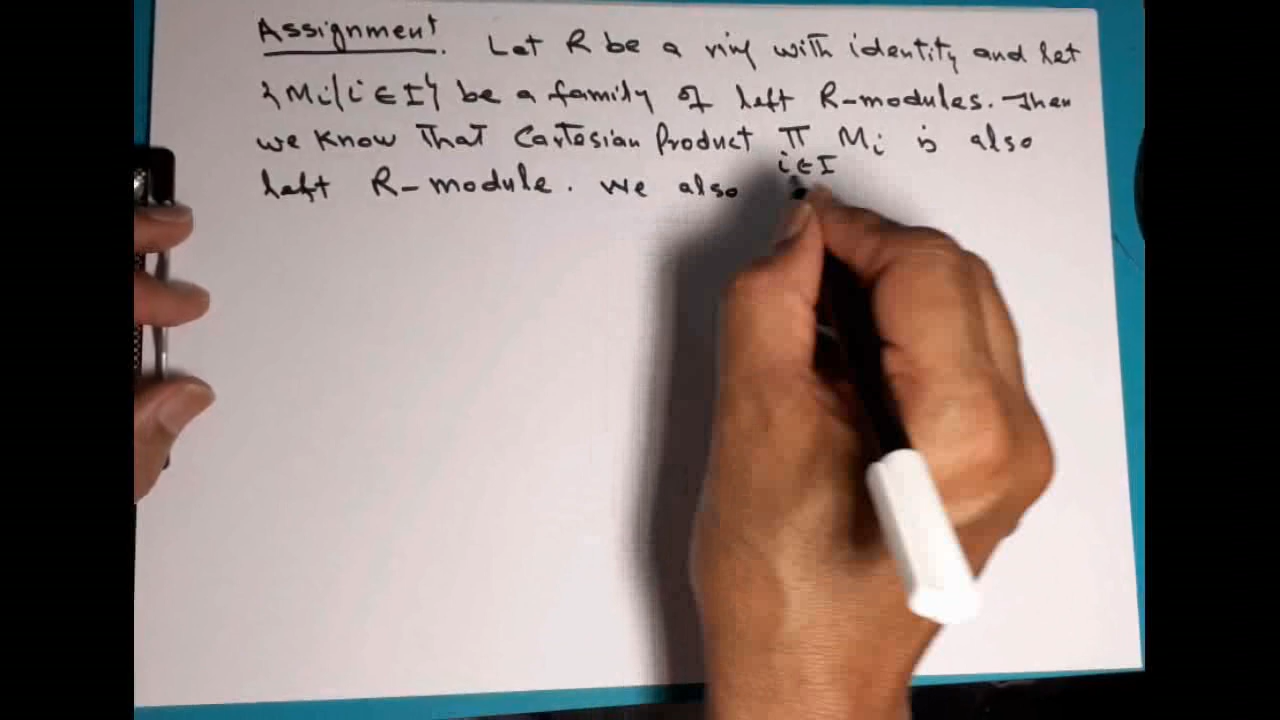 Assignment. Let R be a ring with identity and let
{Mi | i ∈ I} be a family of left R-modules. Then
we know that Cartesian Product π Mi is also
i∈I
left R-module. We also